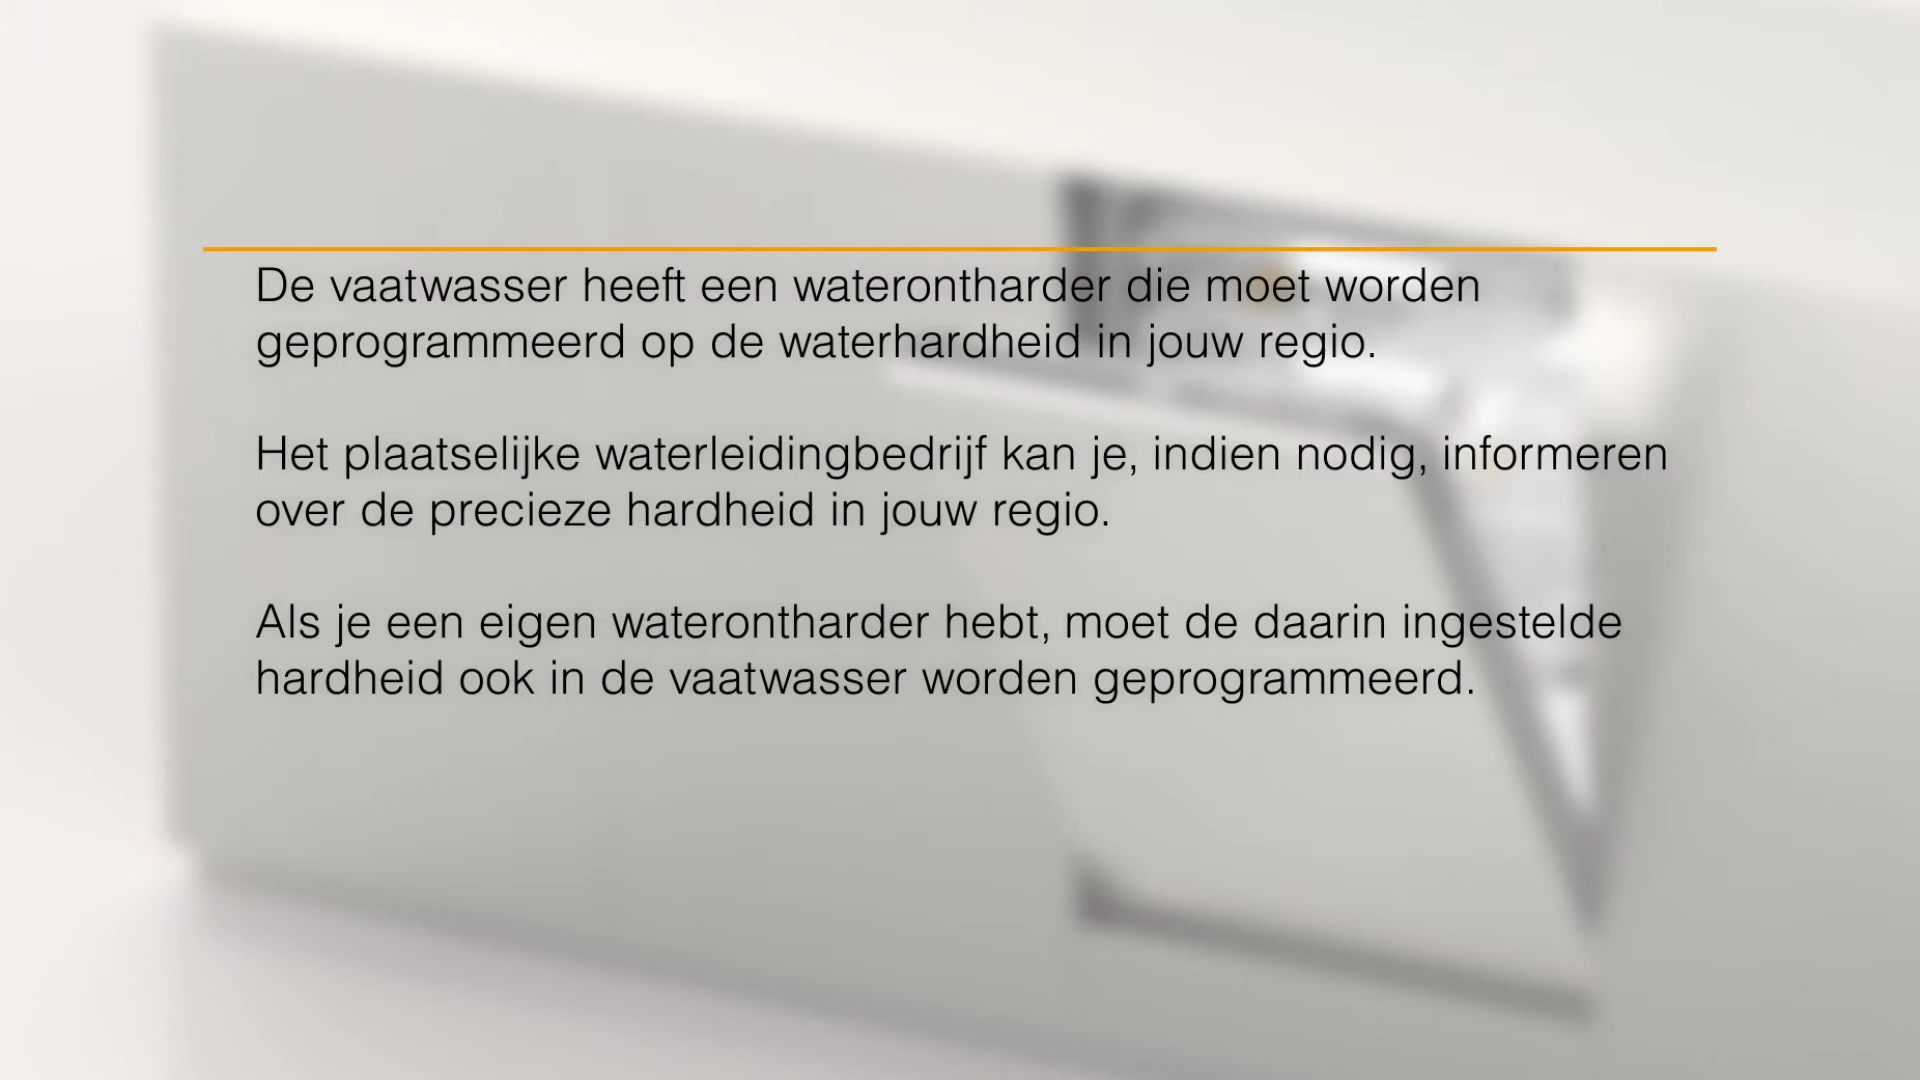 De vaatwasser heeft een waterontharder die moet worden
geprogrammeerd op de waterhardheid in jouw regio.
Het plaatselijke waterleidingbedrijf kan je, indien nodig, informeren
over de precieze hardheid in jouw regio.
Als je een eigen waterontharder hebt, moet de daarin ingestelde
hardheid ook in de vaatwasser worden geprogrammeerd.